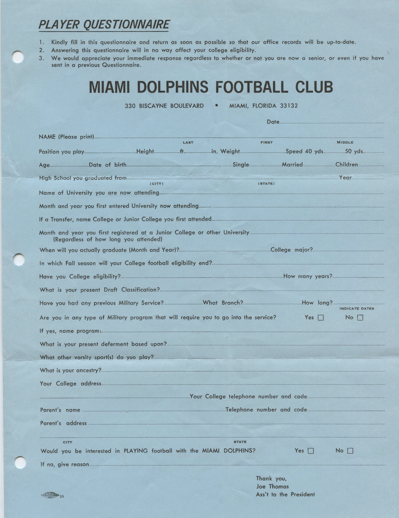 PLAYER QUESTIONNAIRE
1. Kindly fill in this questionnaire and return as soon as possible so that our office records will be up-to-date.
2. Answering this questionnaire will in no way affect your college eligibility.
3. We would appreciate your immediate response regardless to whether or not you are now a senior, or even if you have
sent in a previous Questionnaire.
MIAMI DOLPHINS FOOTBALL CLUB
330 BISCAYNE BOULEVARD • MIAMI, FLORIDA 33132
Date
NAME (Please print)
LAST FIRST MIDDLE
Position you play Height ft. in. Weight Speed 40 yds. 50 yds.
Age Date of birth Single Married Children
High School you graduated from Year
(CITY) (STATE)
Name of University you are now attending
Month and year you first entered University now attending
If a Transfer, name College or Junior College you first attended
Month and year you first registered at a Junior College or other University
(Regardless of how long you attended)
When will you actually graduate (Month and Year)? College major?
In which Fall season will your College football eligibility end?
Have you College eligibility? How many years?
What is your present Draft Classification?
Have you had any previous Military Service? What Branch? How long?
INDICATE DATES
Are you in any type of Military program that will require you to go into the service? Yes No
If yes, name program:
What is your present deferment based upon?
What other varsity sport(s) do you play?
What is your ancestry?
Your College address
Your College telephone number and code
Parent's name Telephone number and code
Parent's address
CITY STATE
Would you be interested in PLAYING football with the MIAMI DOLPHINS? Yes No
If no, give reason
Thank you,
Joe Thomas
Ass't to the President